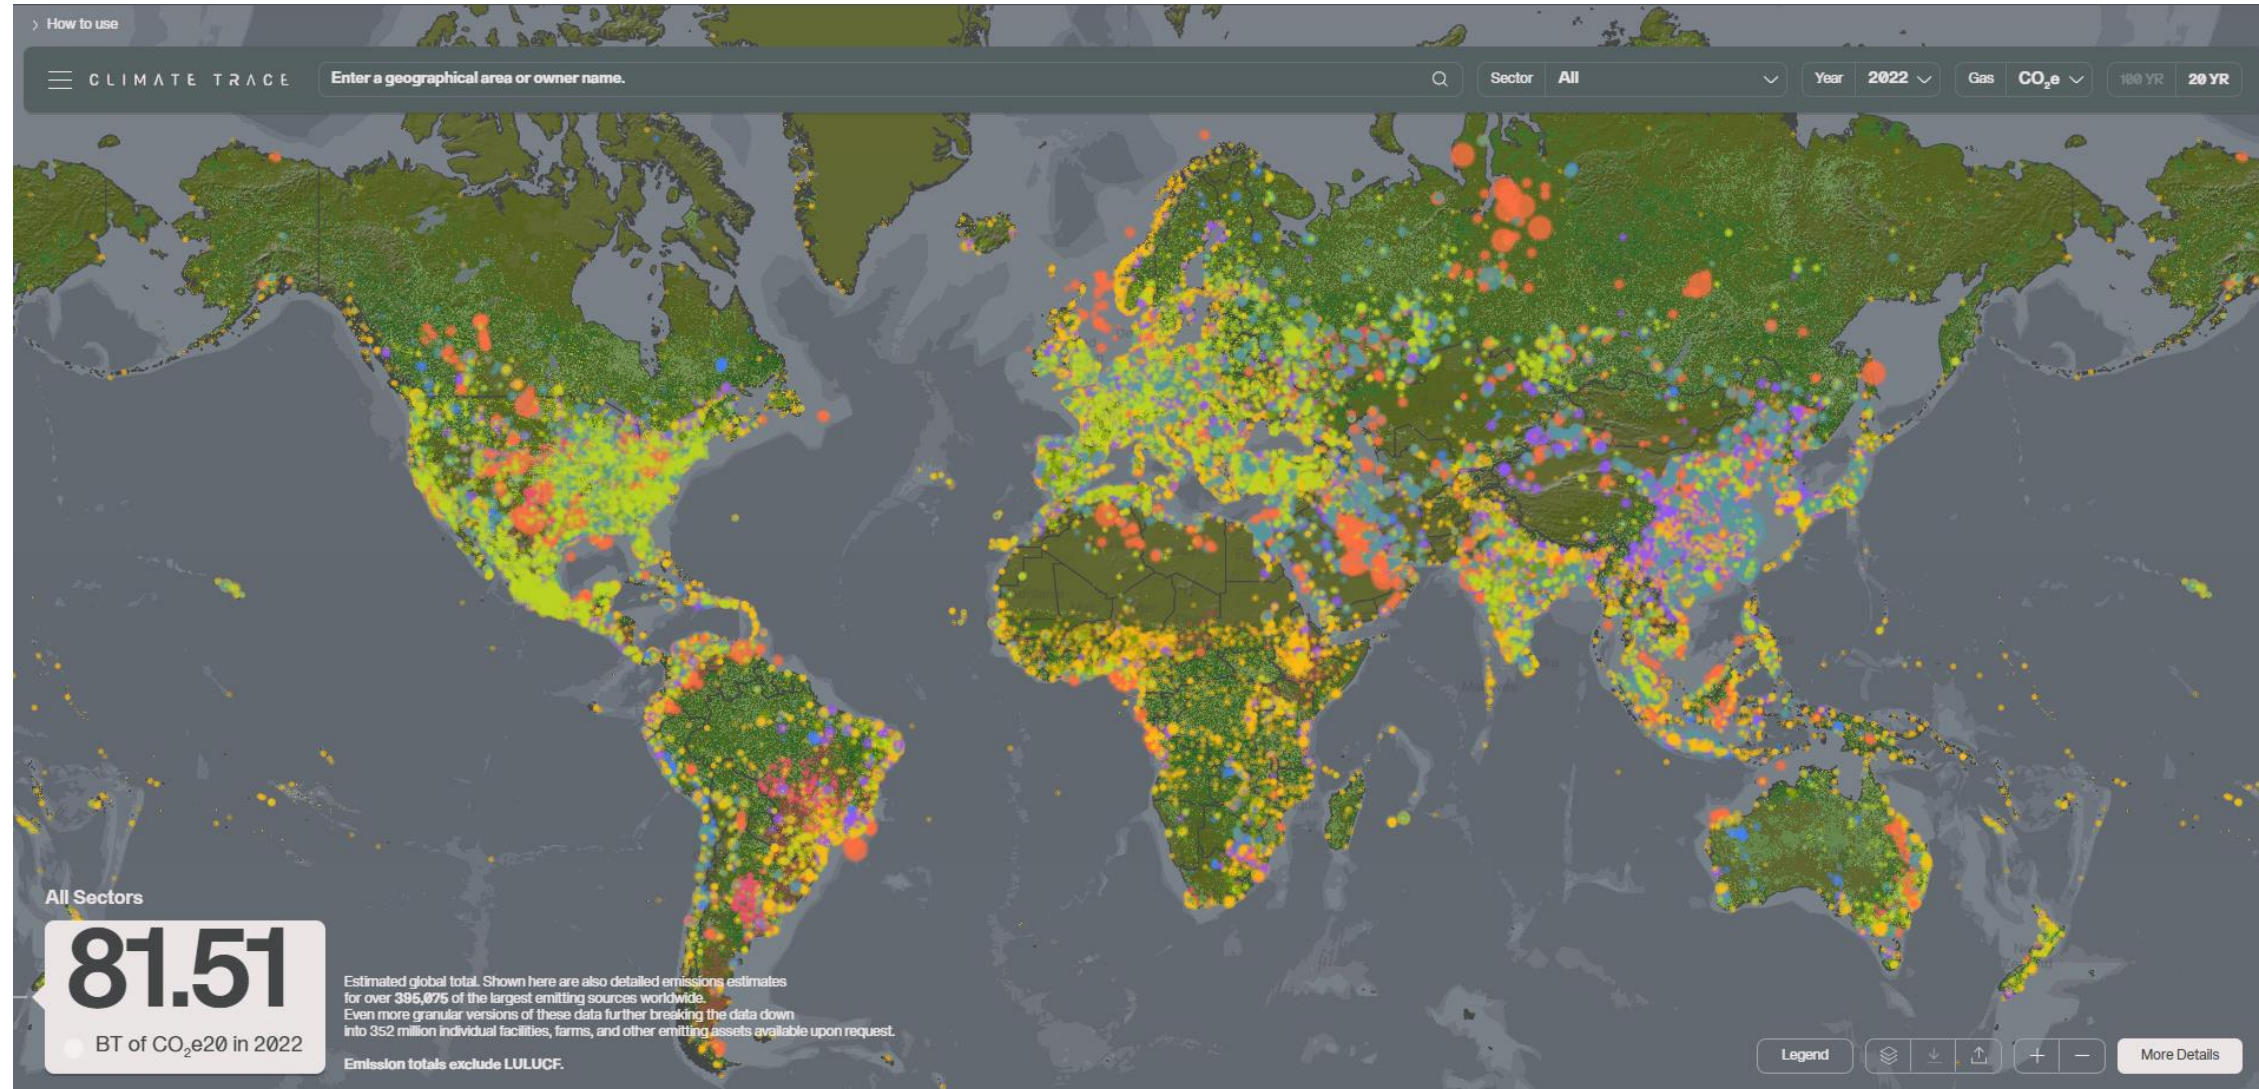 How to use
CLIMATE TRACE
Enter a geographical area or owner name.
Sector All
Year 2022
Gas CO₂e
100 YR 20 YR
All Sectors
81.51
BT of CO₂e20 in 2022
Estimated global total. Shown here are also detailed emissions estimates
for over 395,075 of the largest emitting sources worldwide.
Even more granular versions of these data further breaking the data down
into 352 million individual facilities, farms, and other emitting assets available upon request.
Emission totals exclude LULUCF.
Legend
More Details